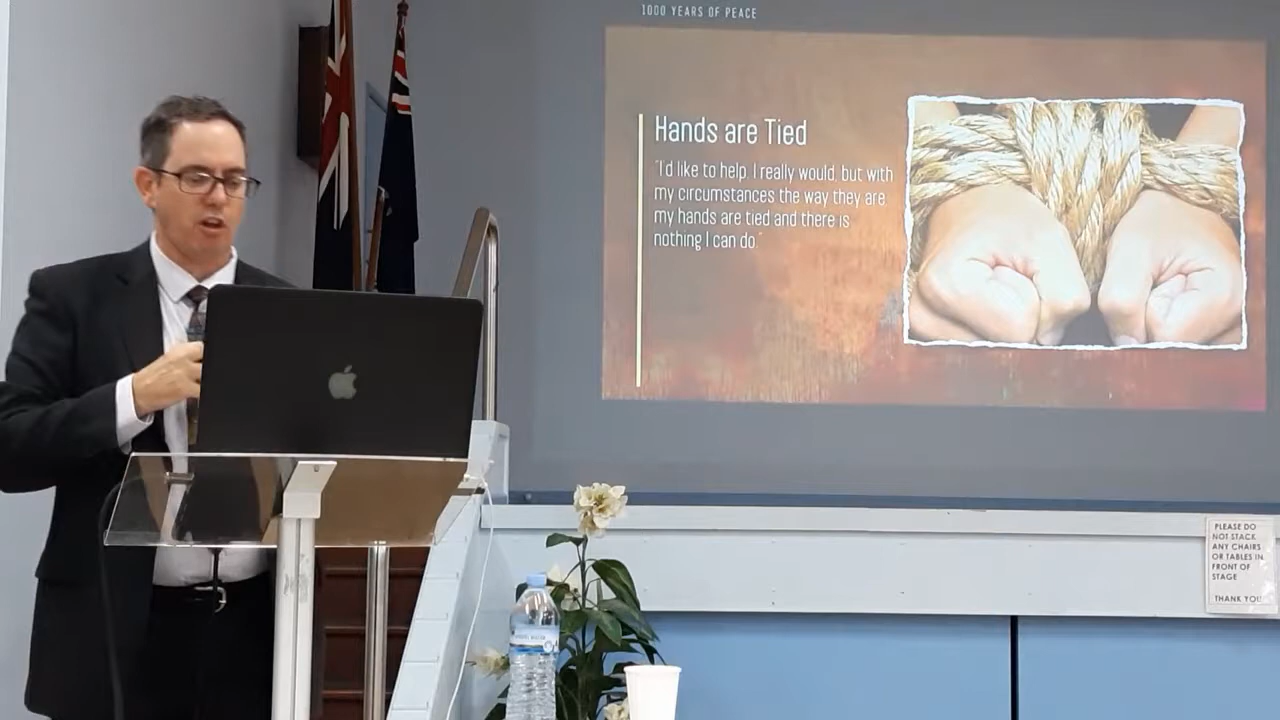 1000 YEARS OF PEACE
Hands are Tied
"I'd like to help, I really would, but with
my circumstances the way they are,
my hands are tied and there is
nothing I can do."
PLEASE DO
NOT STACK
ANY CHAIRS
OR TABLES IN
FRONT OF
STAGE
THANK YOU